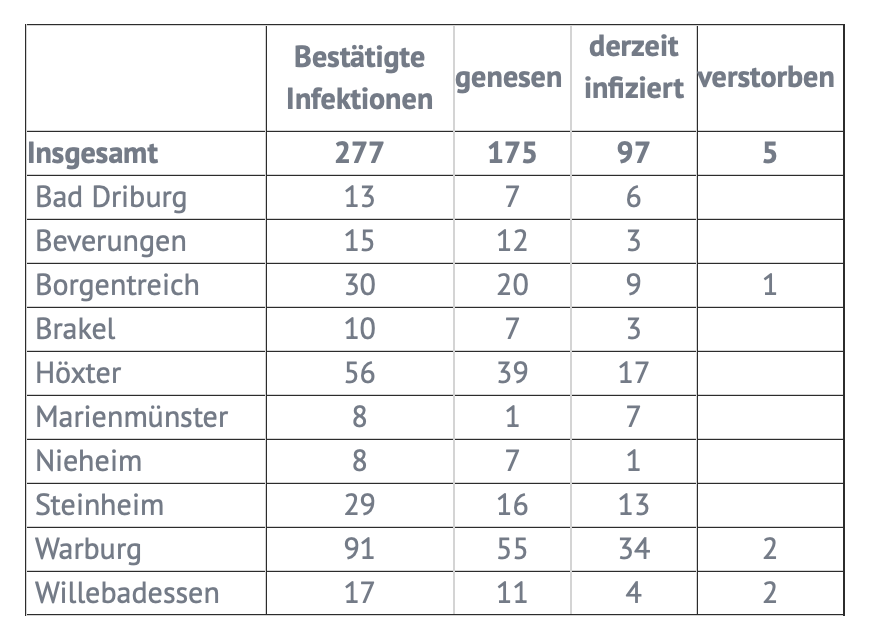 Bestätigte Infektionen genesen derzeit infiziert verstorben
Insgesamt 277 175 97 5
Bad Driburg 13 7 6
Beverungen 15 12 3
Borgentreich 30 20 9 1
Brakel 10 7 3
Höxter 56 39 17
Marienmünster 8 1 7
Nieheim 8 7 1
Steinheim 29 16 13
Warburg 91 55 34 2
Willebadessen 17 11 4 2